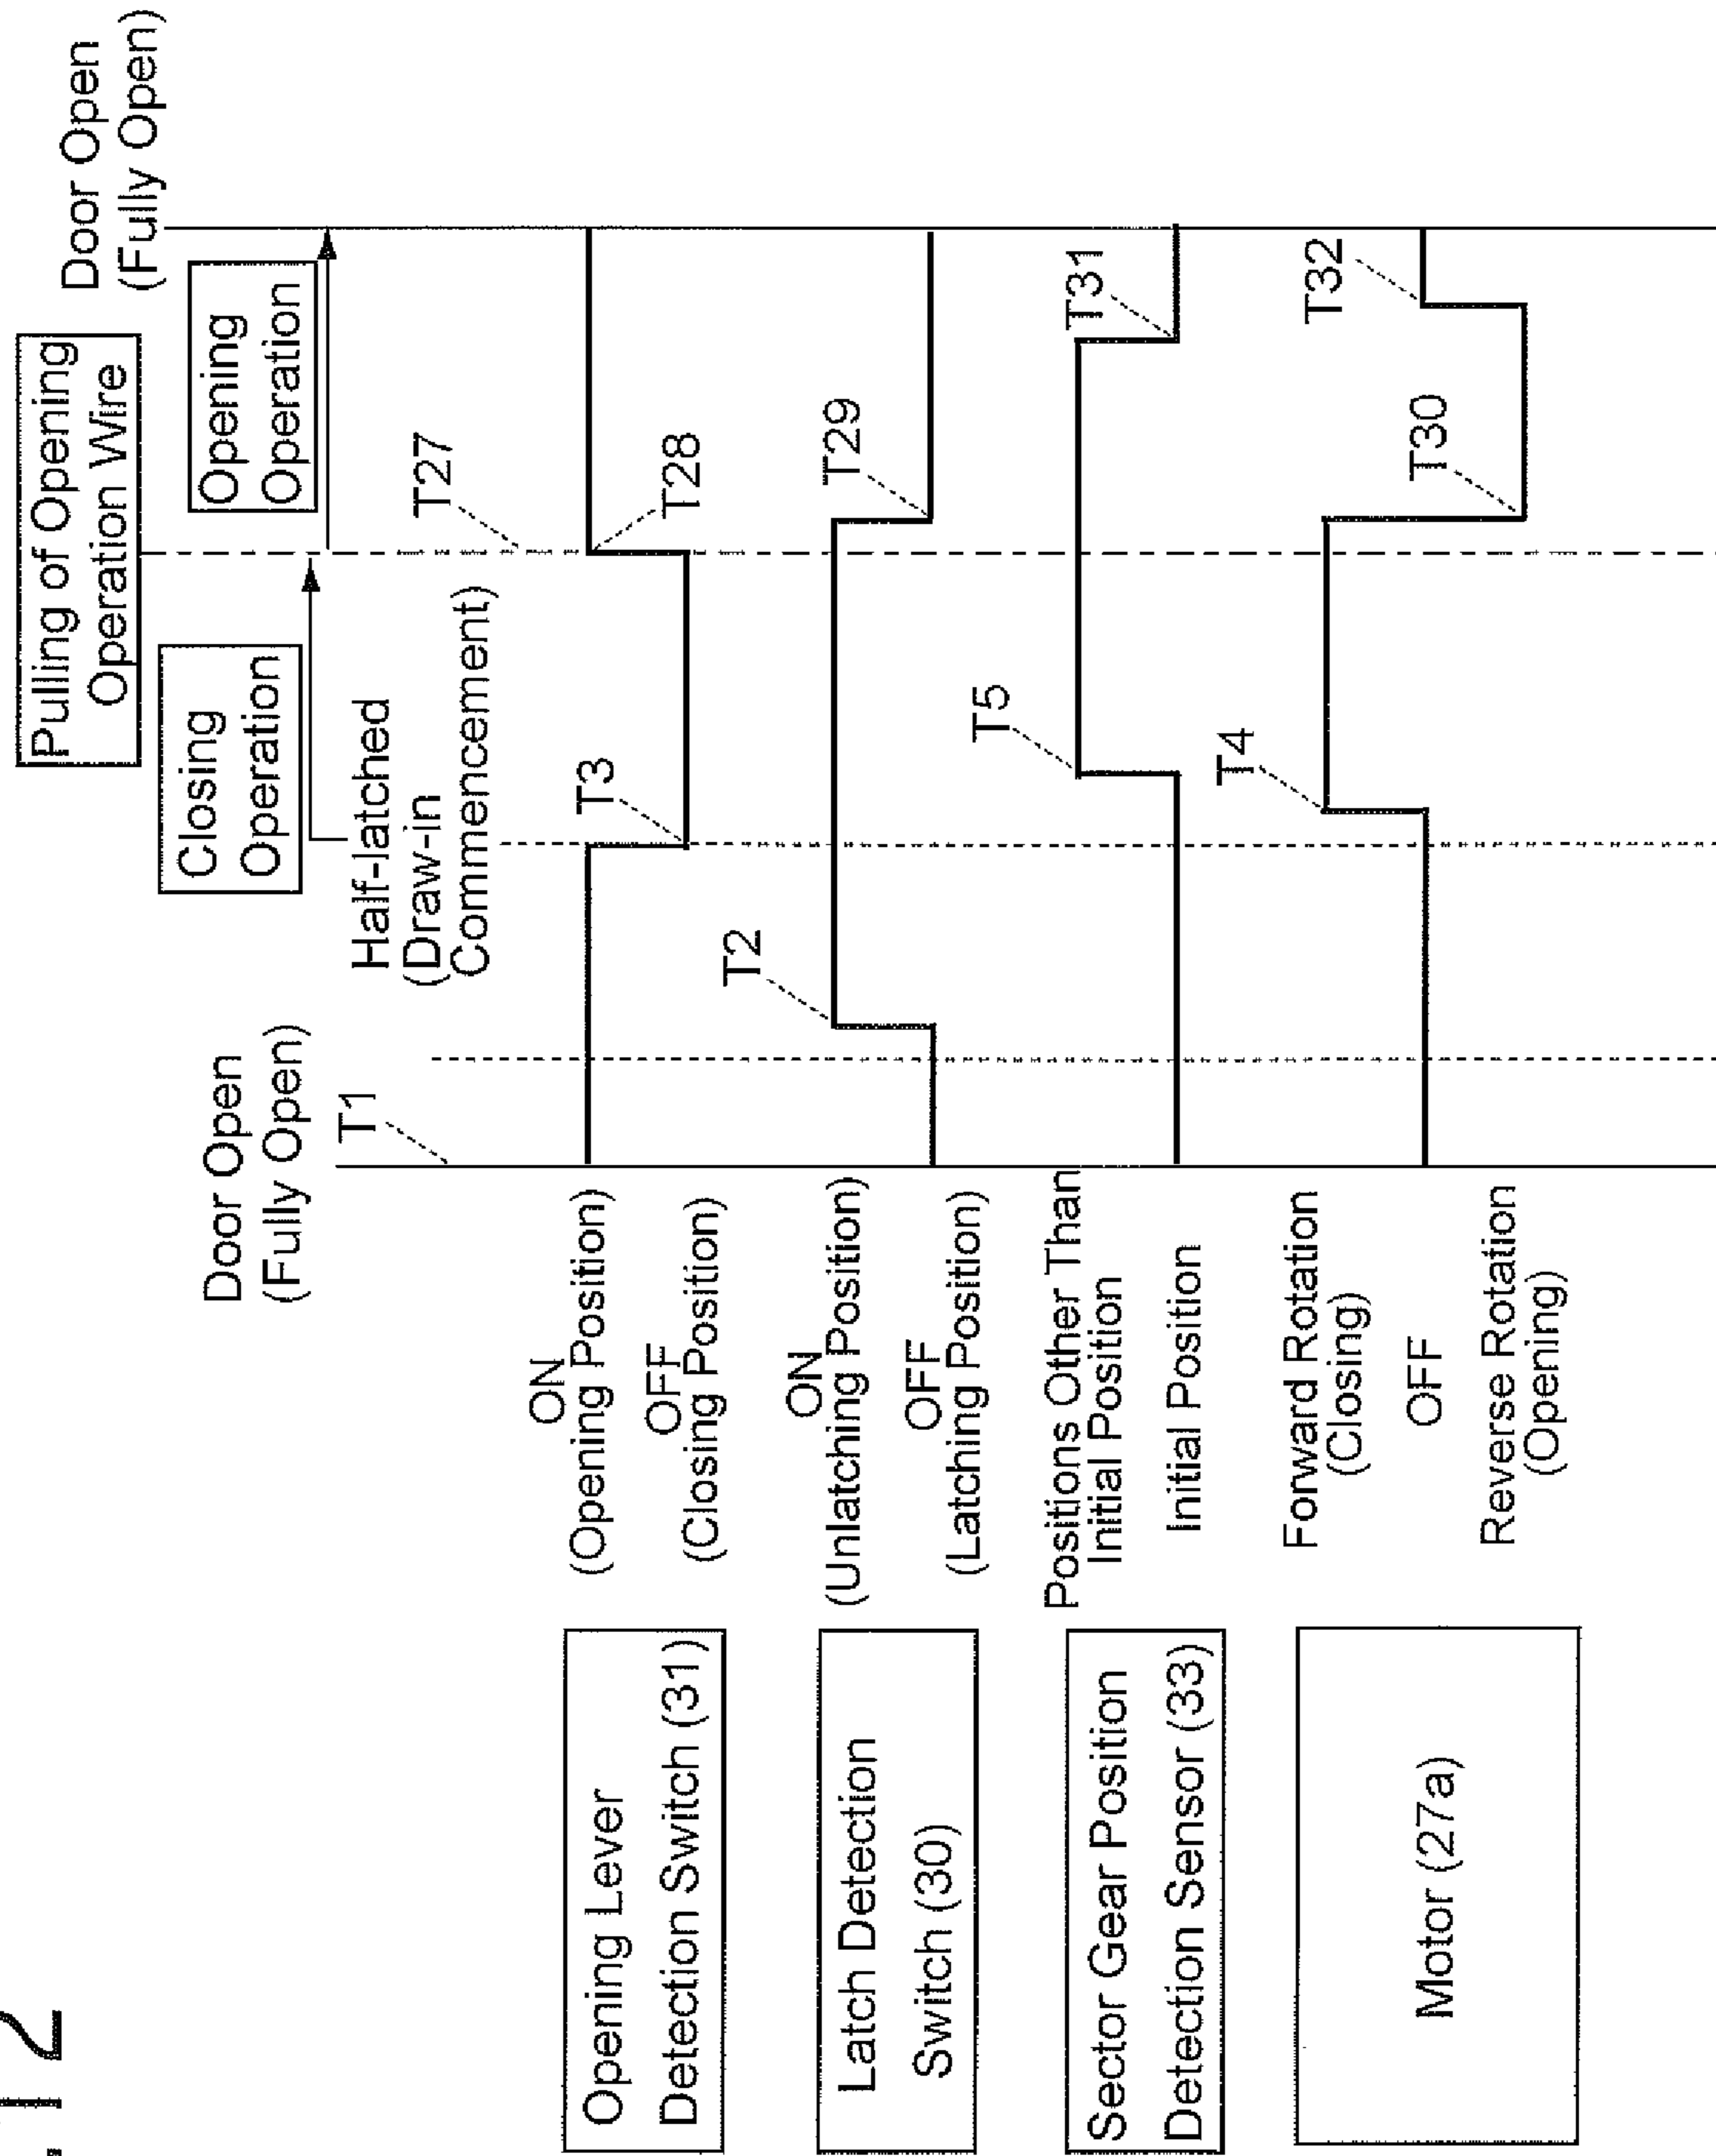 12
Pulling of Opening
Operation Wire
Door Open
(Fully Open)
Closing
Operation
Opening
Operation
Door Open
(Fully Open)
T1
Half-latched
(Draw-in
Commencement)
T27
Opening Lever
Detection Switch (31)
ON
(Opening Position)
OFF
(Closing Position)
T3
T28
Latch Detection
Switch (30)
ON
(Unlatching Position)
OFF
(Latching Position)
T2
T29
Sector Gear Position
Detection Sensor (33)
Positions Other Than
Initial Position
Initial Position
T5
T31
Motor (27a)
Forward Rotation
(Closing)
OFF
Reverse Rotation
(Opening)
T4
T30
T32